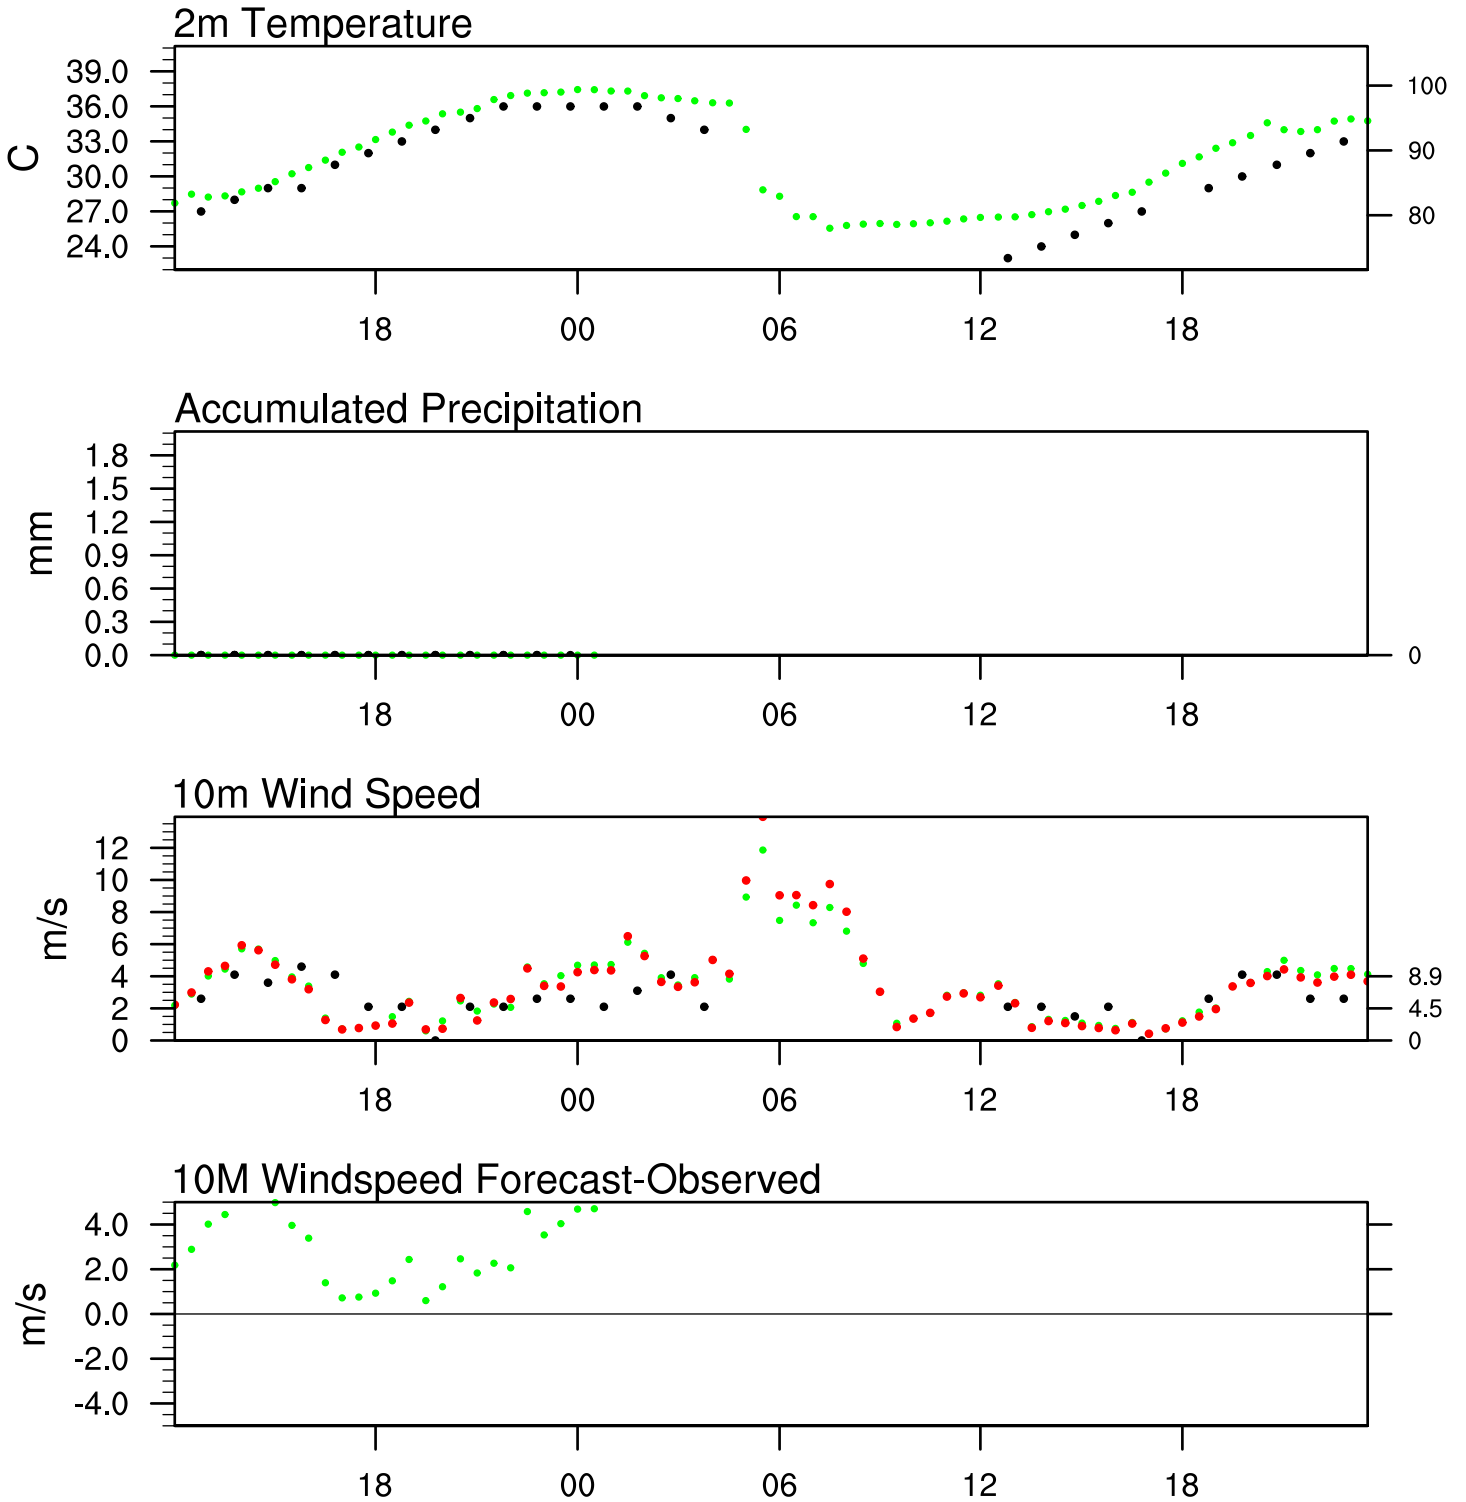 2m Temperature
39.0
36.0
33.0
30.0
27.0
24.0
C
100
90
80
18 00 06 12 18
Accumulated Precipitation
1.8
1.5
1.2
0.9
0.6
0.3
0.0
mm
0
18 00 06 12 18
10m Wind Speed
12
10
8
6
4
2
0
m/s
8.9
4.5
0
18 00 06 12 18
10M Windspeed Forecast-Observed
4.0
2.0
0.0
-2.0
-4.0
m/s
18 00 06 12 18